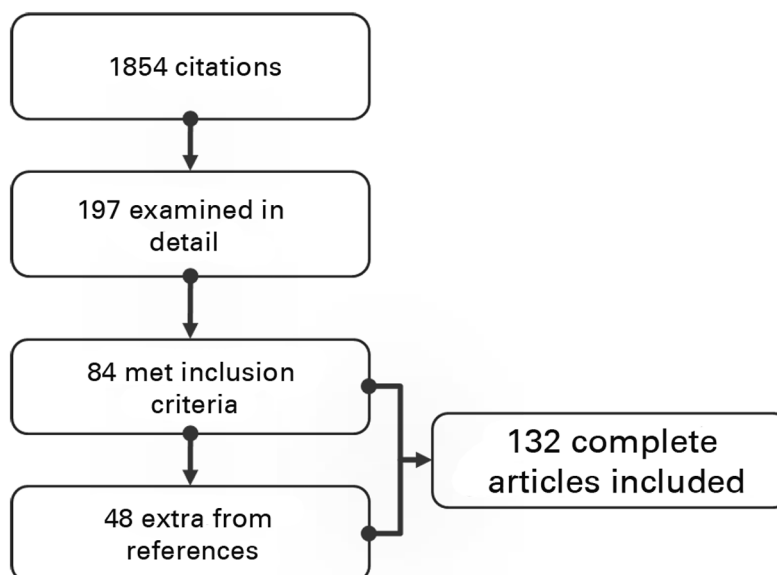 1854 citations
197 examined in
detail
84 met inclusion
criteria
48 extra from
references
132 complete
articles included